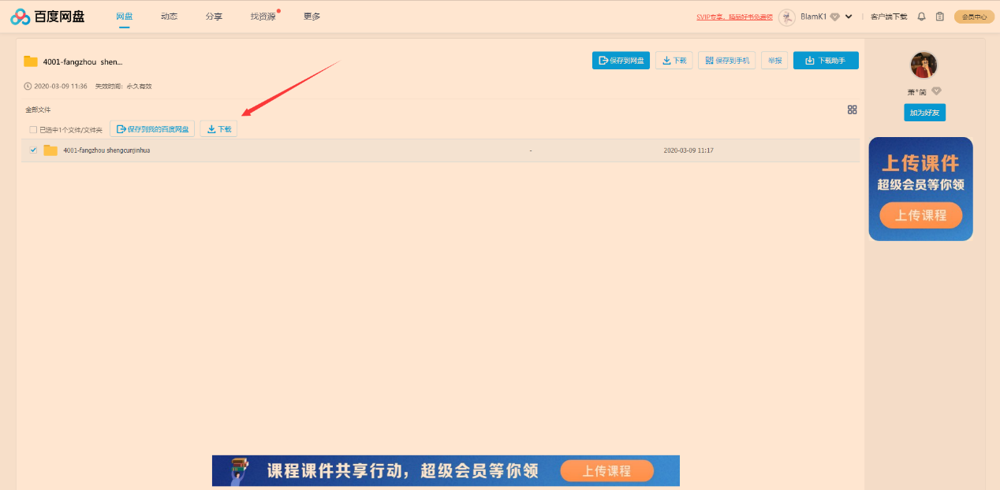 百度网盘 网盘 动态 分享 找资源 更多 SVIP专享，精品好书免费领 BlamK1 客户端下载 会员中心
4001-fangzhou shen... 保存到网盘 下载 保存到手机 举报 下载助手
2020-03-09 11:36 失效时间：永久有效
萧*简
全部文件
加为好友
已选中1个文件/文件夹 保存到我的百度网盘 下载
4001-fangzhou shengcunjinhua - 2020-03-09 11:17
上传课件
超级会员等你领
上传课程
课程课件共享行动，超级会员等你领 上传课程